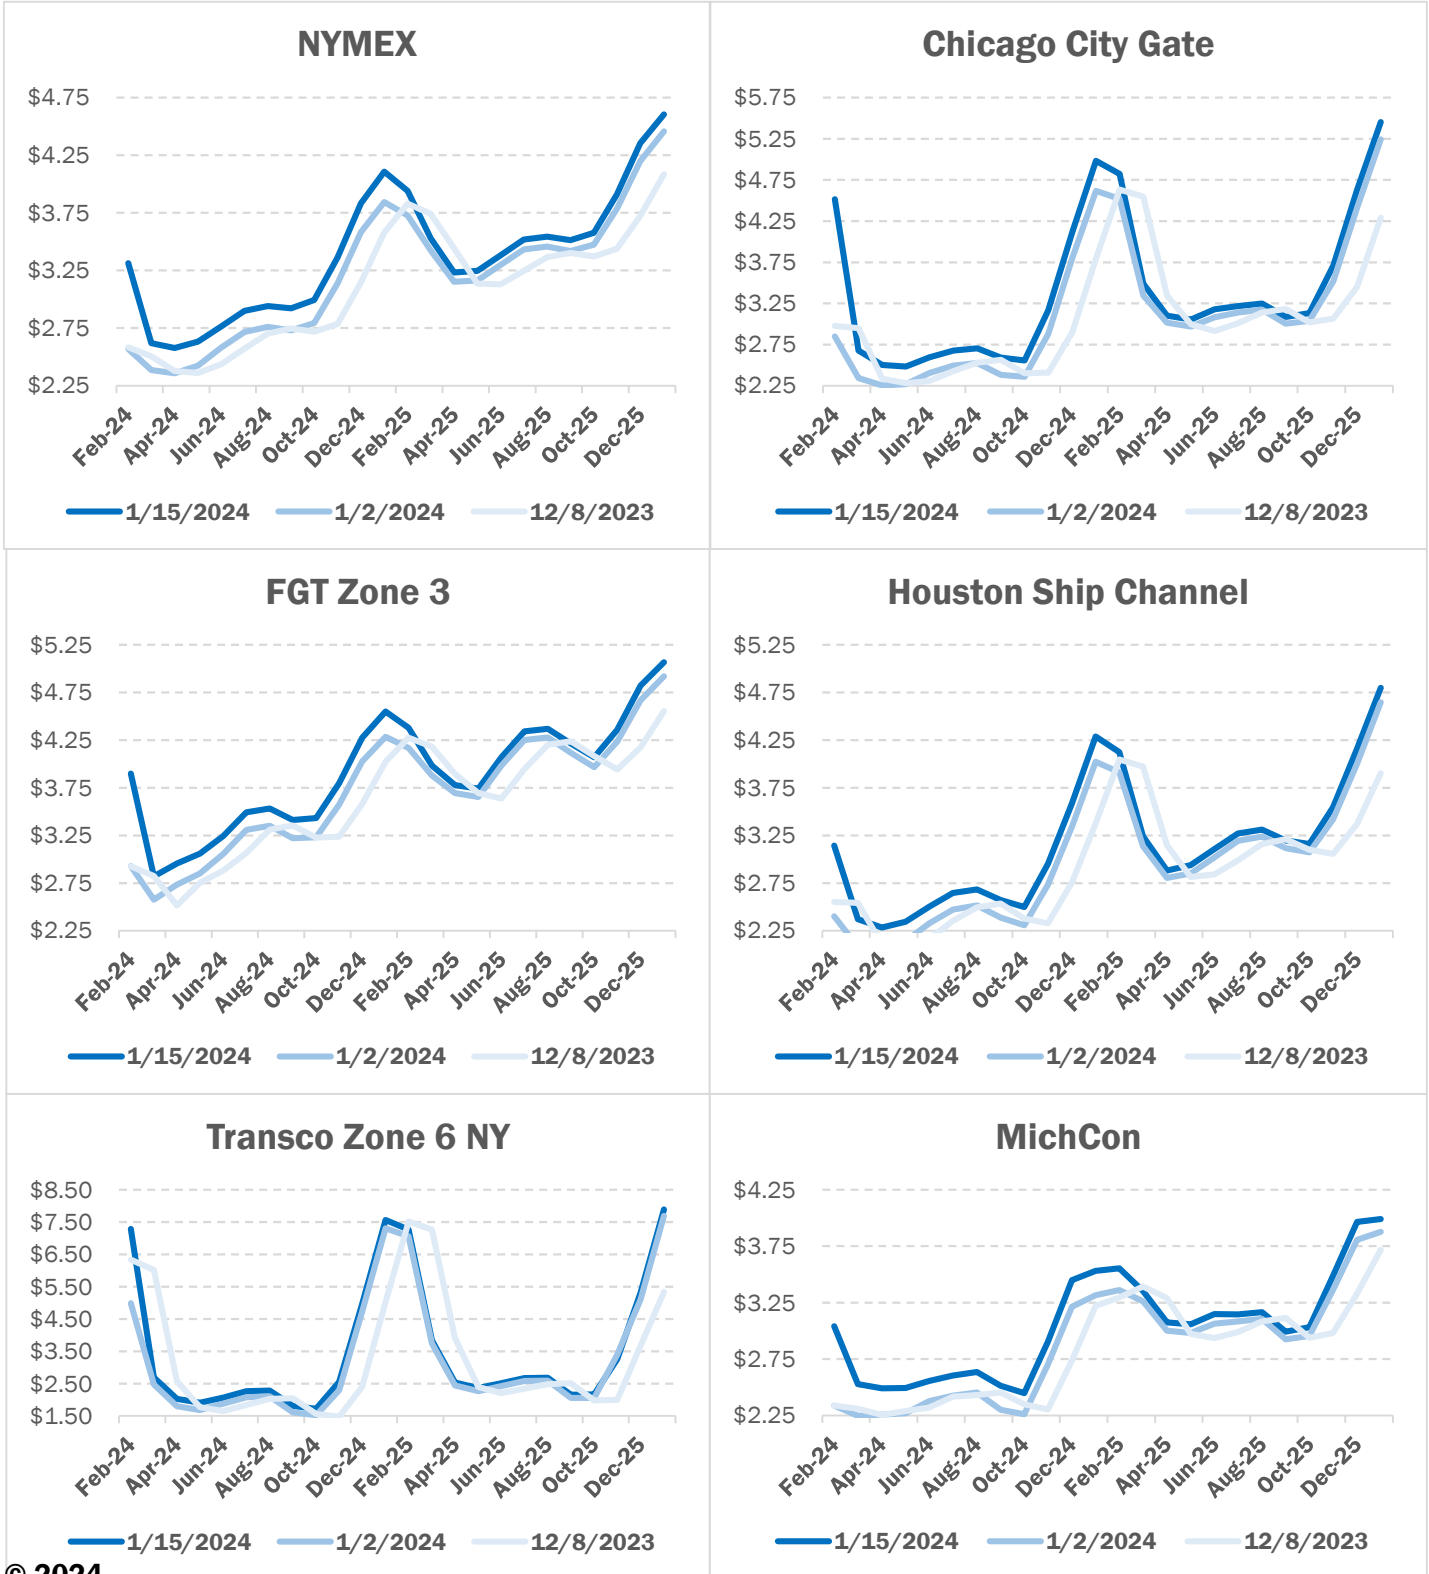 NYMEX
$4.75
$4.25
$3.75
$3.25
$2.75
$2.25
Feb-24 Apr-24 Jun-24 Aug-24 Oct-24 Dec-24 Feb-25 Apr-25 Jun-25 Aug-25 Oct-25 Dec-25
1/15/2024 1/2/2024 12/8/2023
Chicago City Gate
$5.75
$5.25
$4.75
$4.25
$3.75
$3.25
$2.75
$2.25
Feb-24 Apr-24 Jun-24 Aug-24 Oct-24 Dec-24 Feb-25 Apr-25 Jun-25 Aug-25 Oct-25 Dec-25
1/15/2024 1/2/2024 12/8/2023
FGT Zone 3
$5.25
$4.75
$4.25
$3.75
$3.25
$2.75
$2.25
Feb-24 Apr-24 Jun-24 Aug-24 Oct-24 Dec-24 Feb-25 Apr-25 Jun-25 Aug-25 Oct-25 Dec-25
1/15/2024 1/2/2024 12/8/2023
Houston Ship Channel
$5.25
$4.75
$4.25
$3.75
$3.25
$2.75
$2.25
Feb-24 Apr-24 Jun-24 Aug-24 Oct-24 Dec-24 Feb-25 Apr-25 Jun-25 Aug-25 Oct-25 Dec-25
1/15/2024 1/2/2024 12/8/2023
Transco Zone 6 NY
$8.50
$7.50
$6.50
$5.50
$4.50
$3.50
$2.50
$1.50
Feb-24 Apr-24 Jun-24 Aug-24 Oct-24 Dec-24 Feb-25 Apr-25 Jun-25 Aug-25 Oct-25 Dec-25
1/15/2024 1/2/2024 12/8/2023
MichCon
$4.25
$3.75
$3.25
$2.75
$2.25
Feb-24 Apr-24 Jun-24 Aug-24 Oct-24 Dec-24 Feb-25 Apr-25 Jun-25 Aug-25 Oct-25 Dec-25
1/15/2024 1/2/2024 12/8/2023
© 2024